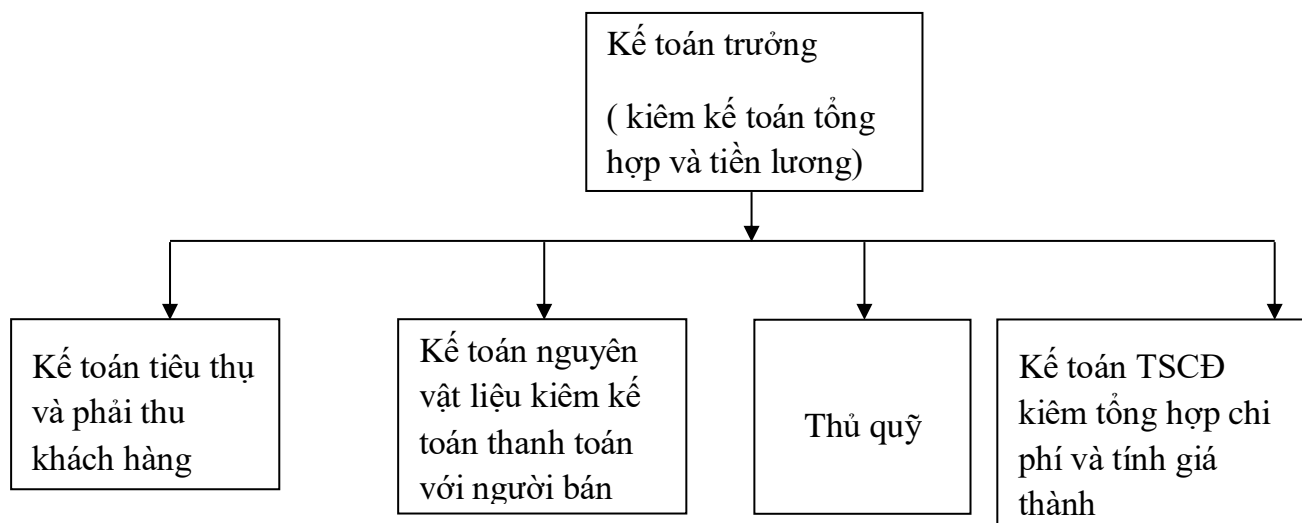 Kế toán trưởng
( kiêm kế toán tổng
hợp và tiền lương)
Kế toán tiêu thụ
và phải thu
khách hàng
Kế toán nguyên
vật liệu kiêm kế
toán thanh toán
với người bán
Thủ quỹ
Kế toán TSCĐ
kiêm tổng hợp chi
phí và tính giá
thành